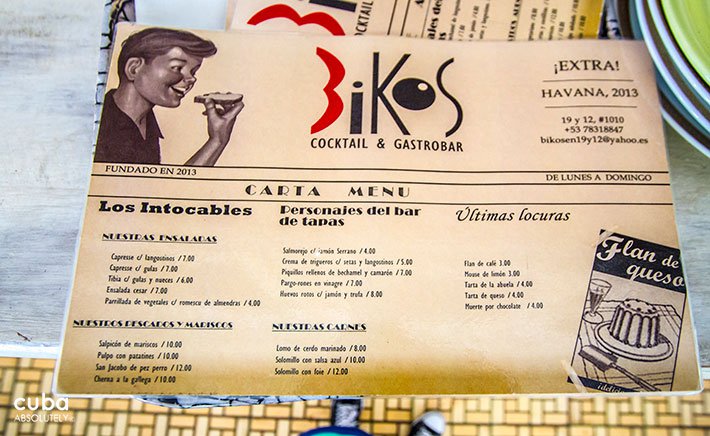 Bikos
COCKTAIL & GASTROBAR
¡EXTRA!
HAVANA, 2013
19 y 12, #1010
+53 78318847
bikosen19y12@yahoo.es
FUNDADO EN 2013
DE LUNES A DOMINGO
CARTA MENU
Los Intocables
NUESTRAS ENSALADAS
Capresse c/ langostinos / 7.00
Capresse c/ gulas / 7.00
Tibia c/ gulas y nueces / 6.00
Ensalada cesar / 7.00
Parrillada de vegetales c/ romescu de almendras / 4.00
NUESTROS PESCADOS Y MARISCOS
Salpicón de mariscos / 10.00
Pulpo con patatines / 10.00
San Jacobo de pez perro / 12.00
Cherna a la gallega / 10.00
Personajes del bar
de tapas
Salmorejo c/ jamón Serrano / 4.00
Crema de trigueros c/ setas y langostinos / 5.00
Piquillos rellenos de bechamel y camarón / 7.00
Pargo-rones en vinagre / 7.00
Huevos rotos c/ jamón y trufa / 8.00
NUESTRAS CARNES
Lomo de cerdo marinado / 8.00
Solomillo con salsa azul / 10.00
Solomillo con foie / 12.00
Últimas locuras
Flan de café 3.00
Mouse de limón / 3.00
Tarta de la abuela / 4.00
Tarta de queso / 4.00
Muerte por chocolate / 4.00
Flan de
queso
cuba
ABSOLUTELY